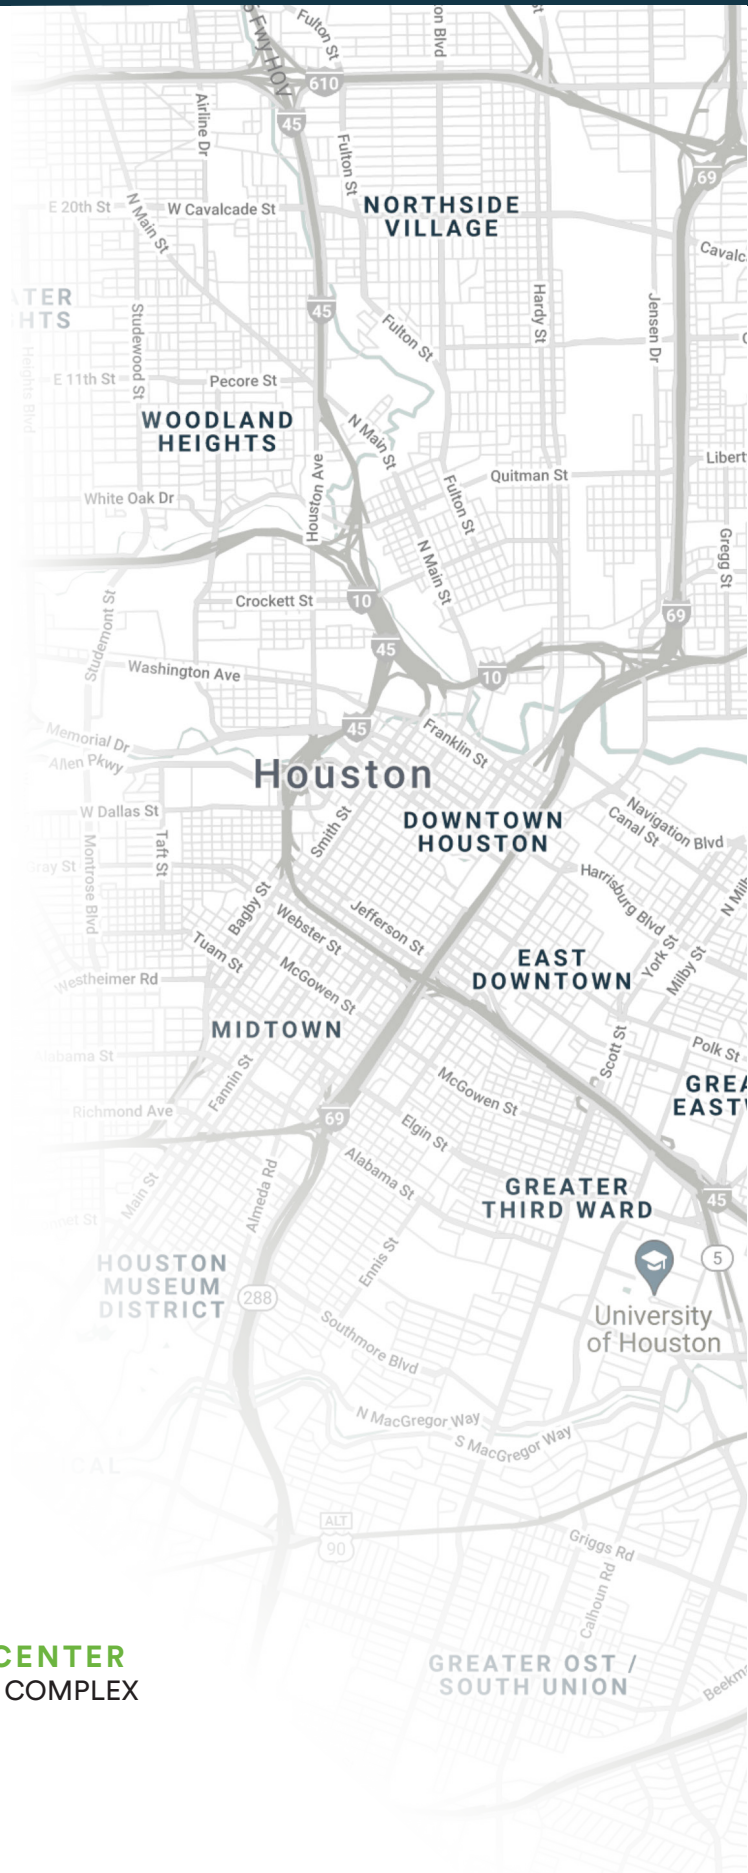 Fwy HOV
Fulton St
610
45
Airline Dr
Fulton St
69
E 20th St
N Main St
W Cavalcade St
NORTHSIDE
VILLAGE
45
Studewood St
Fulton St
Hardy St
Jensen Dr
Heights Blvd
E 11th St
Pecore St
WOODLAND
HEIGHTS
N Main St
Houston Ave
Quitman St
White Oak Dr
Fulton St
N Main St
Gregg St
Crockett St
10
69
Studemont St
45
Washington Ave
10
45
Memorial Dr
Allen Pkwy
Franklin St
Houston
W Dallas St
Smith St
DOWNTOWN
HOUSTON
Navigation Blvd
Canal St
Taft St
Montrose Blvd
Harrisburg Blvd
Bagby St
Webster St
Jefferson St
York St
Milby St
Tuam St
McGowen St
EAST
DOWNTOWN
Westheimer Rd
MIDTOWN
Scott St
Polk St
Alabama St
Fannin St
McGowen St
Richmond Ave
69
Elgin St
Alabama St
Main St
Almeda Rd
GREATER
THIRD WARD
45
Ennis St
5
HOUSTON
MUSEUM
DISTRICT
288
University
of Houston
Southmore Blvd
N MacGregor Way
S MacGregor Way
ALT
90
Griggs Rd
Calhoun Rd
CENTER
COMPLEX
GREATER OST /
SOUTH UNION